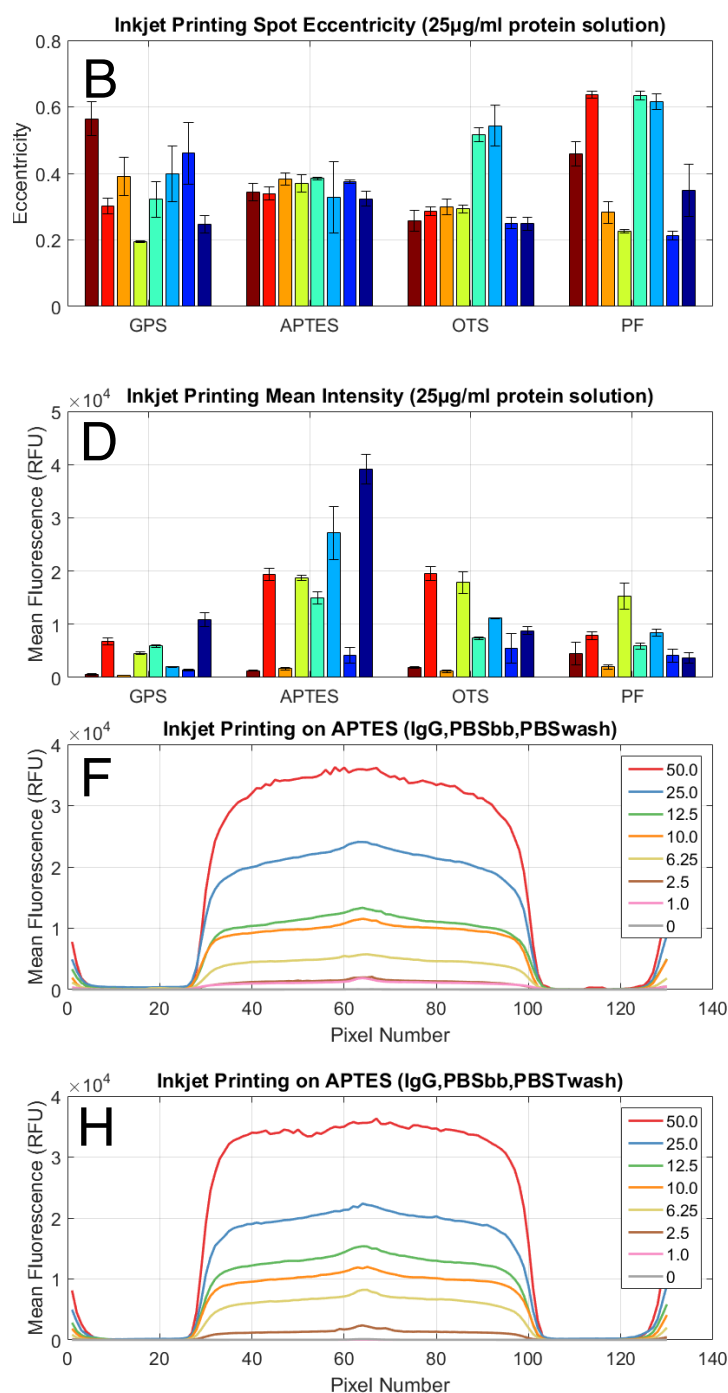 Inkjet Printing Spot Eccentricity (25µg/ml protein solution)
B
Eccentricity
0.8
0.6
0.4
0.2
0
GPS APTES OTS PF
Inkjet Printing Mean Intensity (25µg/ml protein solution)
D
×10⁴
Mean Fluorescence (RFU)
5
4
3
2
1
0
GPS APTES OTS PF
Inkjet Printing on APTES (IgG,PBSbb,PBSwash)
F
×10⁴
Mean Fluorescence (RFU)
4
3
2
1
0
50.0
25.0
12.5
10.0
6.25
2.5
1.0
0
0 20 40 60 80 100 120 140
Pixel Number
Inkjet Printing on APTES (IgG,PBSbb,PBSTwash)
H
×10⁴
Mean Fluorescence (RFU)
4
3
2
1
0
50.0
25.0
12.5
10.0
6.25
2.5
1.0
0
0 20 40 60 80 100 120 140
Pixel Number